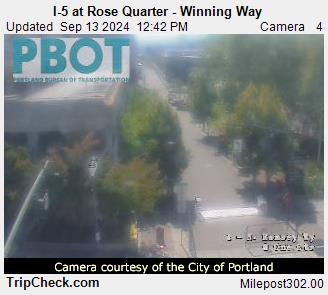 I-5 at Rose Quarter - Winning Way
Updated Sep 13 2024 12:42 PM Camera 4
PBOT
PORTLAND BUREAU OF TRANSPORTATION
Camera courtesy of the City of Portland
TripCheck.com Milepost302.00